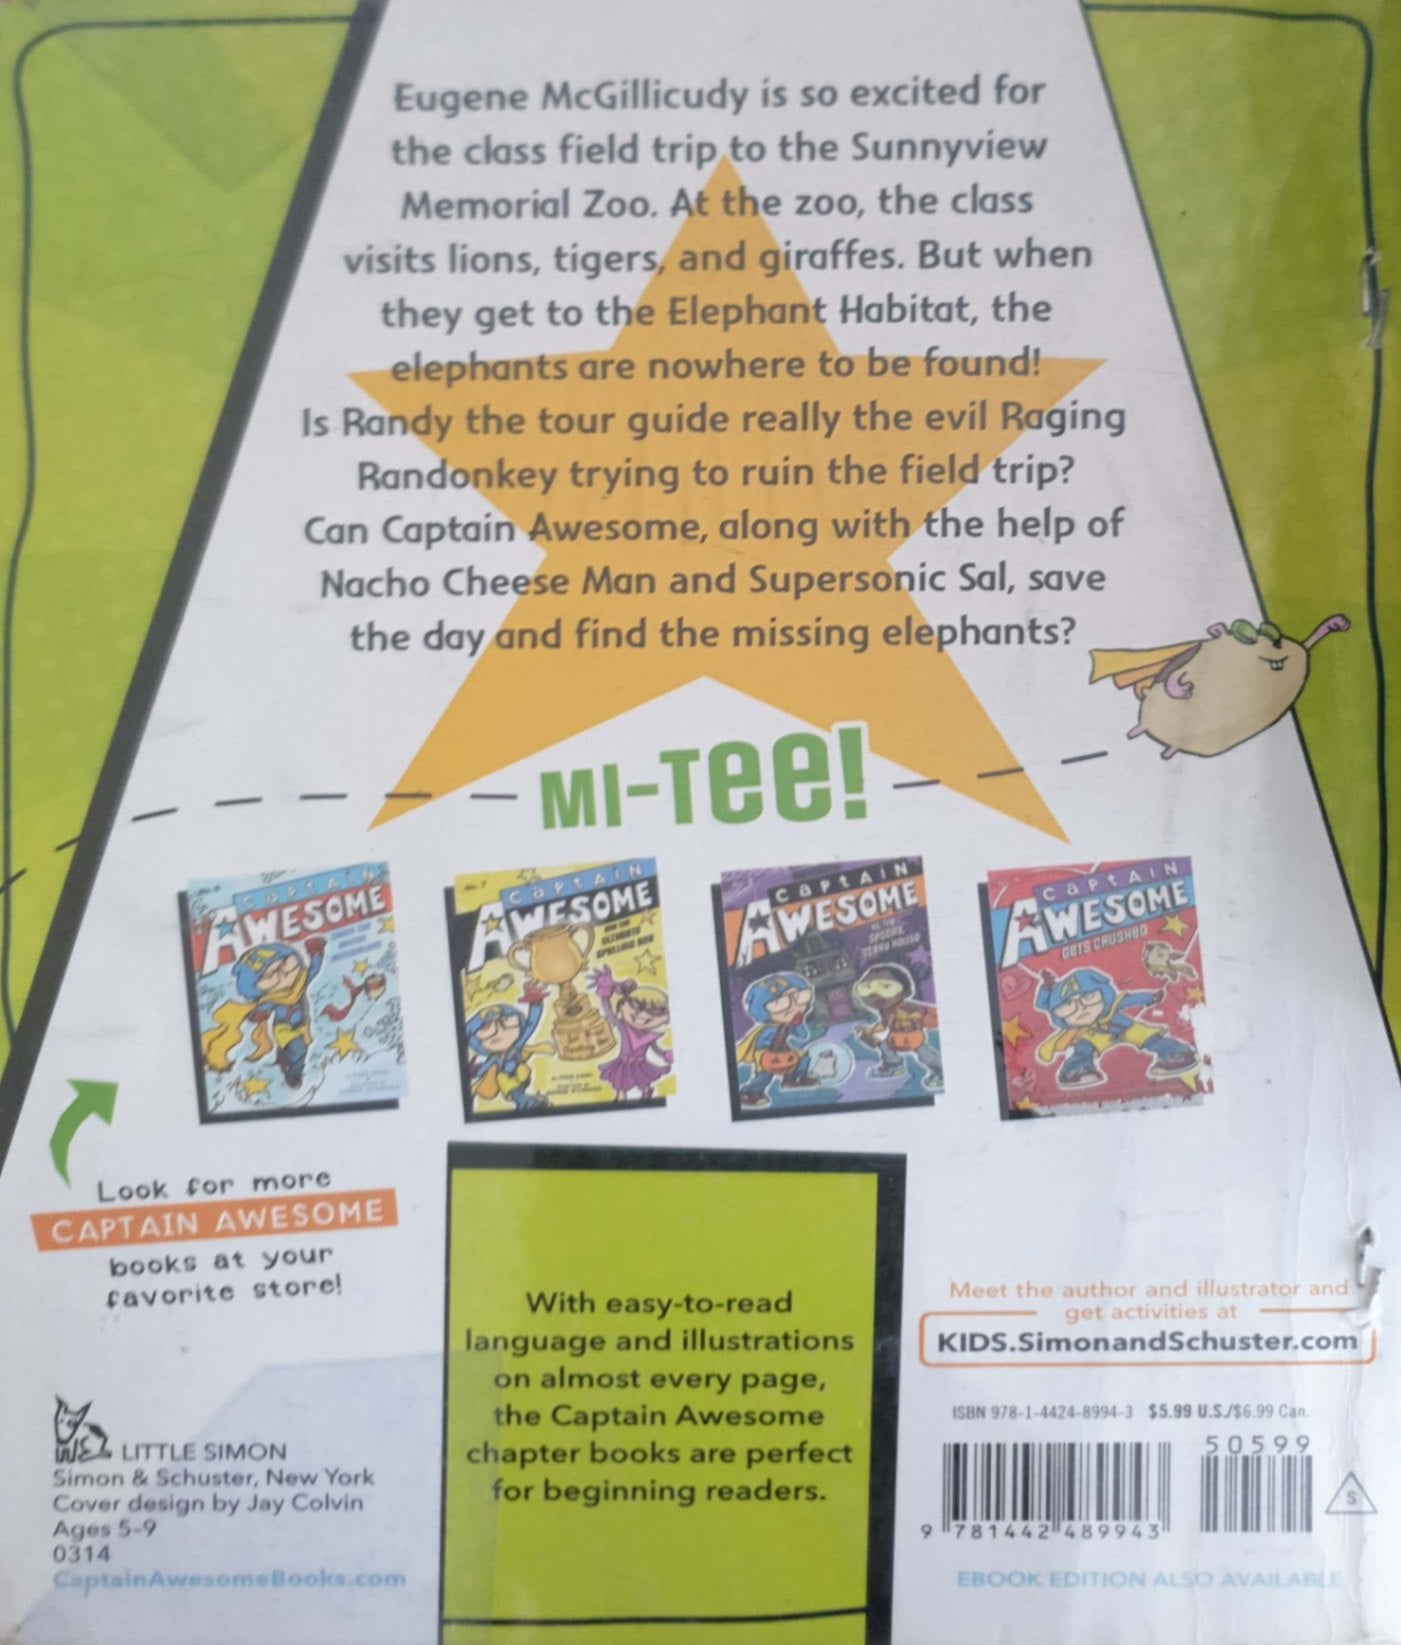 Eugene McGillicudy is so excited for
the class field trip to the Sunnyview
Memorial Zoo. At the zoo, the class
visits lions, tigers, and giraffes. But when
they get to the Elephant Habitat, the
elephants are nowhere to be found!
Is Randy the tour guide really the evil Raging
Randonkey trying to ruin the field trip?
Can Captain Awesome, along with the help of
Nacho Cheese Man and Supersonic Sal, save
the day and find the missing elephants?
MI-Tee!
CAPTAIN
AWESOME
CAPTAIN
AWESOME
AND THE
ULTIMATE
SPELLING BEE
CAPTAIN
AWESOME
CAPTAIN
AWESOME
GETS CRUSHED
Look for more
CAPTAIN AWESOME
books at your
favorite store!
LITTLE SIMON
Simon & Schuster, New York
Cover design by Jay Colvin
Ages 5-9
0314
CaptainAwesomeBooks.com
With easy-to-read
language and illustrations
on almost every page,
the Captain Awesome
chapter books are perfect
for beginning readers.
Meet the author and illustrator and
get activities at
KIDS.SimonandSchuster.com
ISBN 978-1-4424-8994-3 $5.99 U.S./$6.99 Can.
50599
9 781442 489943
S
EBOOK EDITION ALSO AVAILABLE